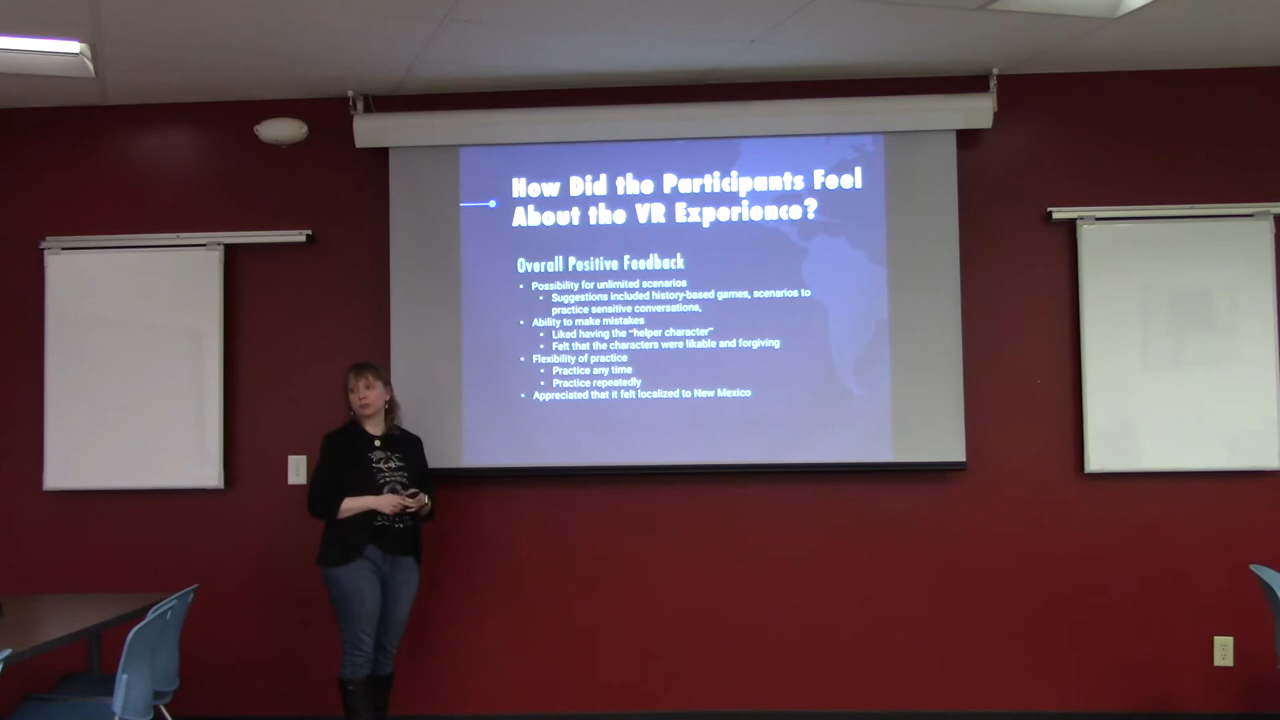 How Did the Participants Feel
About the VR Experience?
Overall Positive Feedback
• Possibility for unlimited scenarios
• Suggestions included history-based games, scenarios to
practice sensitive conversations,
• Ability to make mistakes
• Liked having the "helper character"
• Felt that the characters were likable and forgiving
• Flexibility of practice
• Practice any time
• Practice repeatedly
• Appreciated that it felt localized to New Mexico